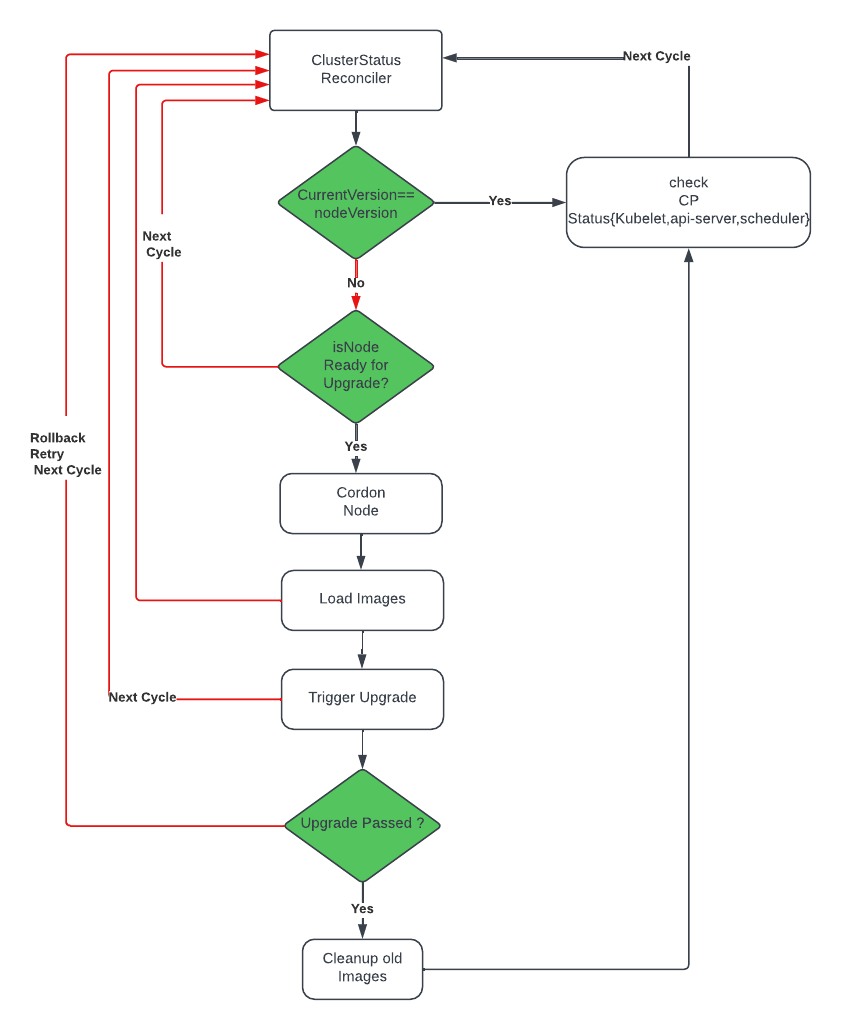 ClusterStatus
Reconciler
Next Cycle
CurrentVersion==
nodeVersion
Yes
check
CP
Status{Kubelet,api-server,scheduler}
Next
Cycle
No
isNode
Ready for
Upgrade?
Rollback
Retry
Next Cycle
Yes
Cordon
Node
Load Images
Next Cycle
Trigger Upgrade
Upgrade Passed ?
Yes
Cleanup old
Images